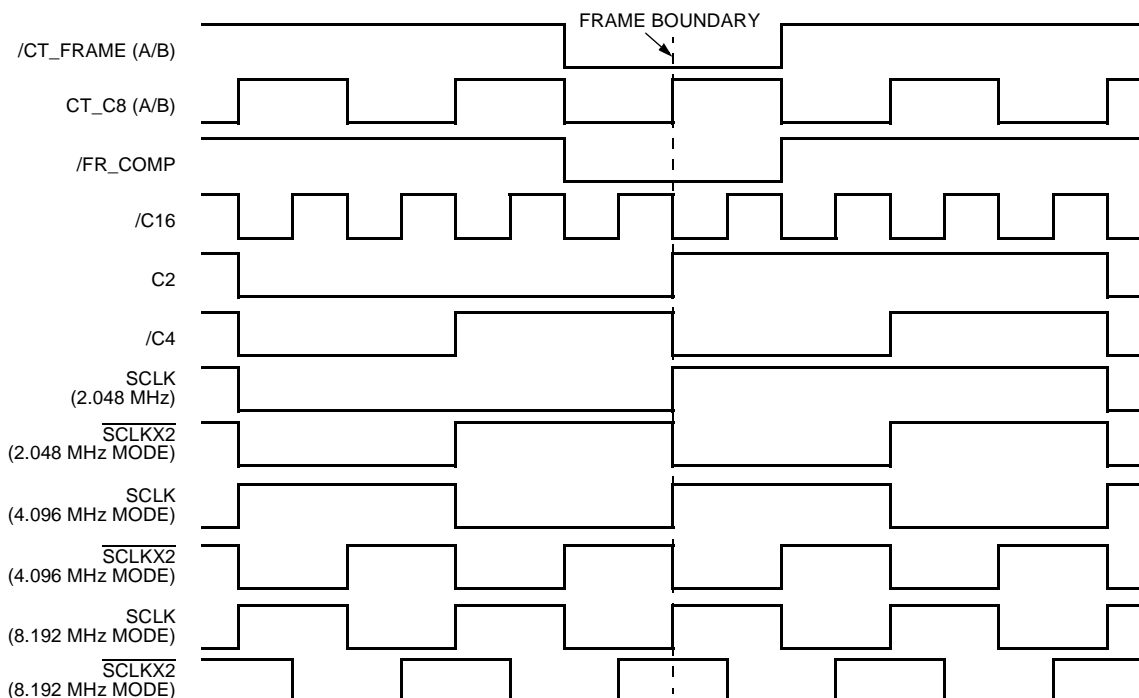 FRAME BOUNDARY
/CT_FRAME (A/B)
CT_C8 (A/B)
/FR_COMP
/C16
C2
/C4
SCLK
(2.048 MHz)
SCLKX2
(2.048 MHz MODE)
SCLK
(4.096 MHz MODE)
SCLKX2
(4.096 MHz MODE)
SCLK
(8.192 MHz MODE)
SCLKX2
(8.192 MHz MODE)